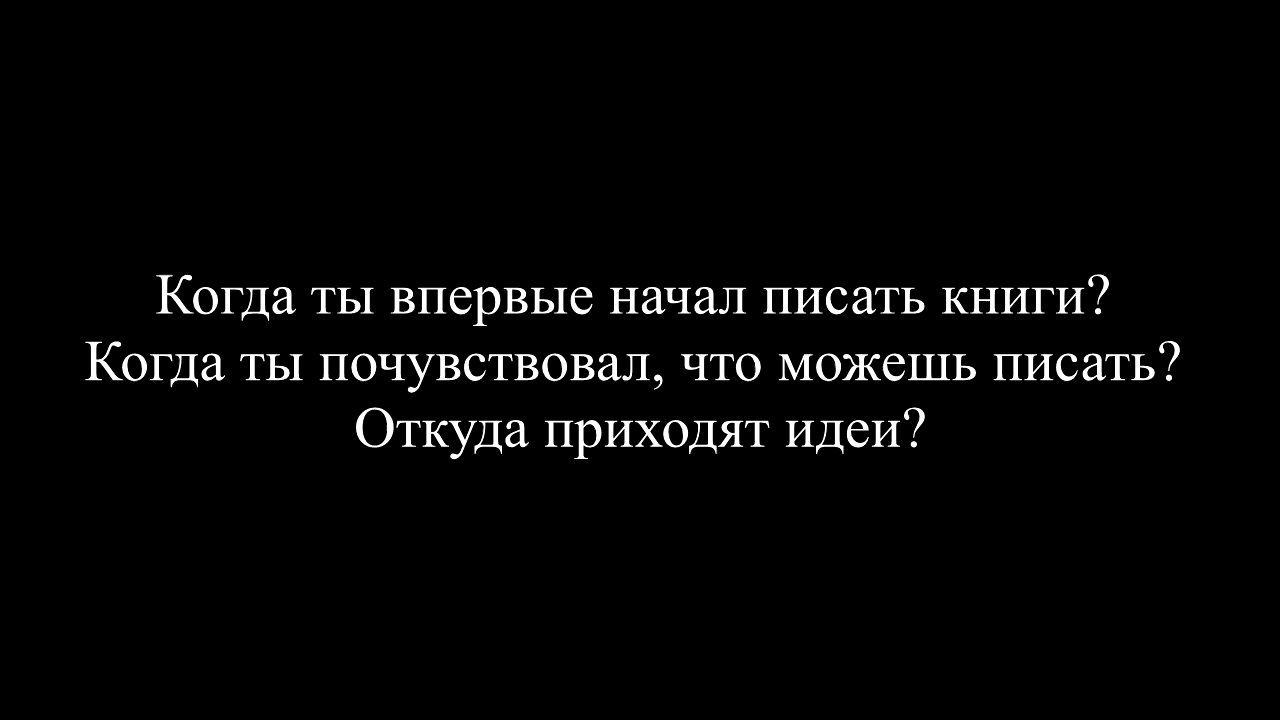 Когда ты впервые начал писать книги?
Когда ты почувствовал, что можешь писать?
Откуда приходят идеи?